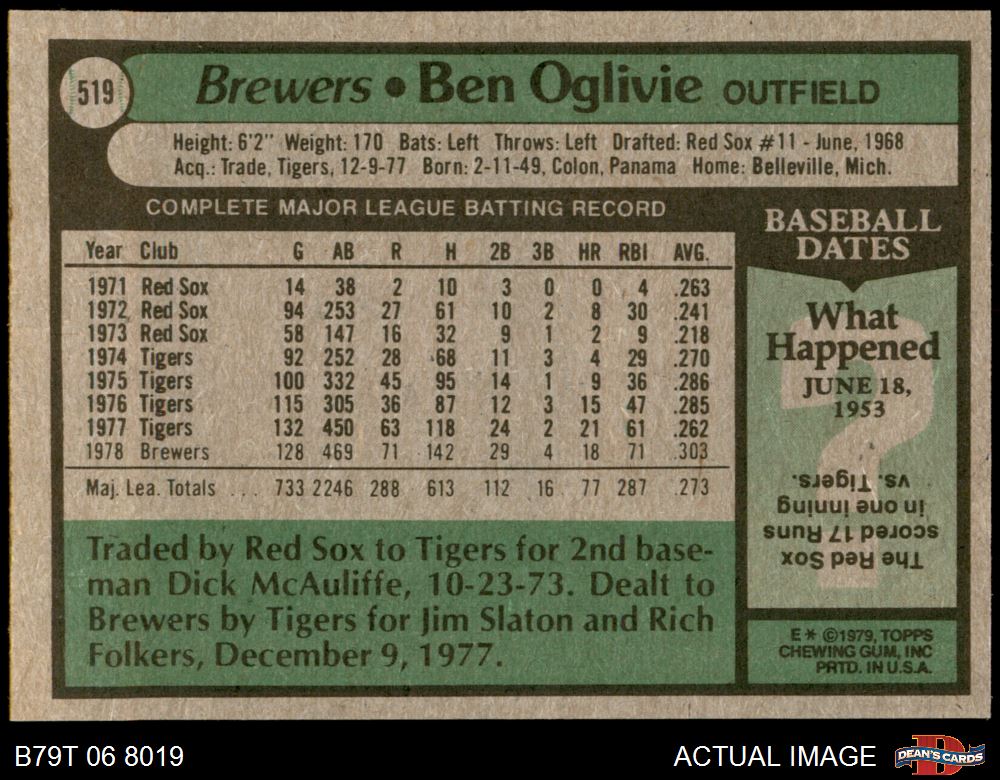 519
Brewers • Ben Oglivie OUTFIELD
Height: 6'2" Weight: 170 Bats: Left Throws: Left Drafted: Red Sox #11 - June, 1968
Acq.: Trade, Tigers, 12-9-77 Born: 2-11-49, Colon, Panama Home: Belleville, Mich.
COMPLETE MAJOR LEAGUE BATTING RECORD
Year Club G AB R H 2B 3B HR RBI AVG.
1971 Red Sox 14 38 2 10 3 0 0 4 .263
1972 Red Sox 94 253 27 61 10 2 8 30 .241
1973 Red Sox 58 147 16 32 9 1 2 9 .218
1974 Tigers 92 252 28 68 11 3 4 29 .270
1975 Tigers 100 332 45 95 14 1 9 36 .286
1976 Tigers 115 305 36 87 12 3 15 47 .285
1977 Tigers 132 450 63 118 24 2 21 61 .262
1978 Brewers 128 469 71 142 29 4 18 71 .303
Maj. Lea. Totals ... 733 2246 288 613 112 16 77 287 .273
Traded by Red Sox to Tigers for 2nd base-
man Dick McAuliffe, 10-23-73. Dealt to
Brewers by Tigers for Jim Slaton and Rich
Folkers, December 9, 1977.
BASEBALL
DATES
What
Happened
JUNE 18,
1953
The Red Sox
scored 17 Runs
in one inning
vs. Tigers.
E * ©1979, TOPPS
CHEWING GUM, INC
PRTD. IN U.S.A.
B79T 06 8019
ACTUAL IMAGE
DEAN'S CARDS